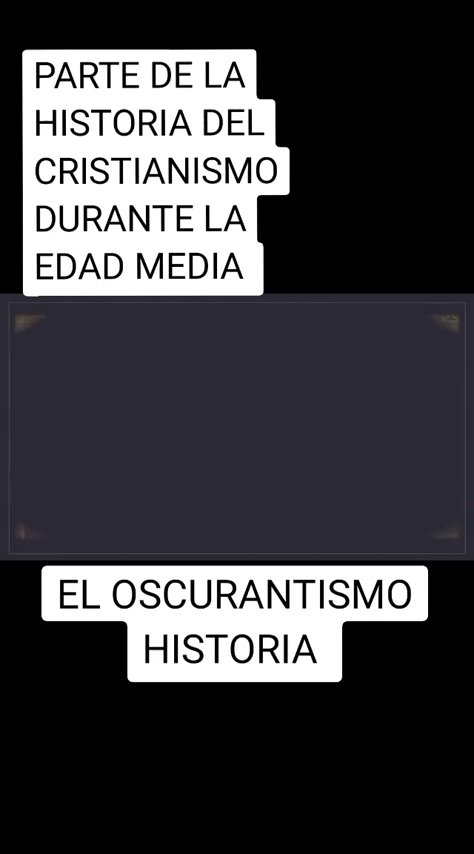 PARTE DE LA
HISTORIA DEL
CRISTIANISMO
DURANTE LA
EDAD MEDIA
EL OSCURANTISMO
HISTORIA